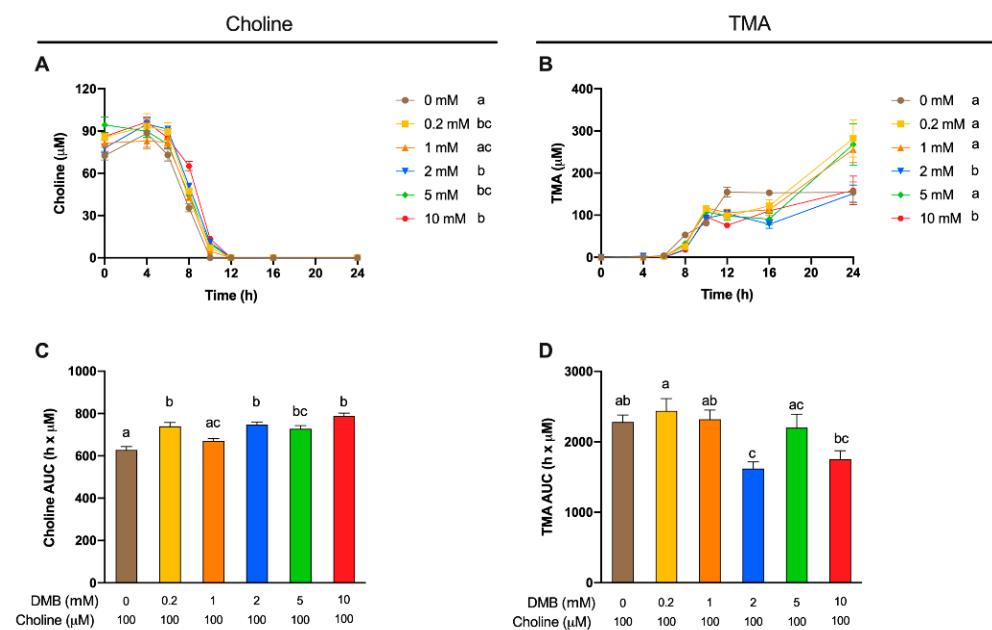 Choline
TMA
A
B
120
90
60
30
0
Choline (μM)
0 4 8 12 16 20 24
Time (h)
0 mM a
0.2 mM bc
1 mM ac
2 mM b
5 mM bc
10 mM b
400
300
200
100
0
TMA (μM)
0 4 8 12 16 20 24
Time (h)
0 mM a
0.2 mM a
1 mM a
2 mM b
5 mM a
10 mM b
C
D
1000
800
600
400
200
0
Choline AUC (h x μM)
a b ac b bc b
DMB (mM) 0 0.2 1 2 5 10
Choline (μM) 100 100 100 100 100 100
3000
2000
1000
0
TMA AUC (h x μM)
ab a ab c ac bc
DMB (mM) 0 0.2 1 2 5 10
Choline (μM) 100 100 100 100 100 100